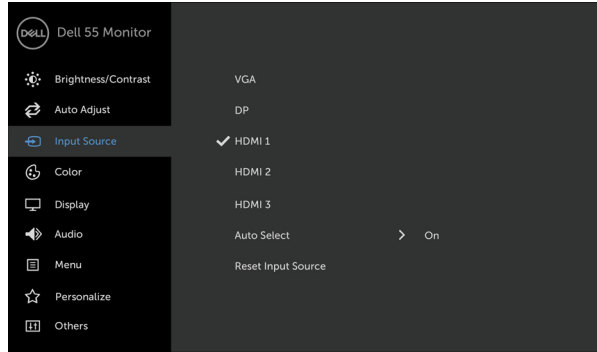 DELL Dell 55 Monitor
Brightness/Contrast
Auto Adjust
Input Source
Color
Display
Audio
Menu
Personalize
Others
VGA
DP
HDMI 1
HDMI 2
HDMI 3
Auto Select On
Reset Input Source